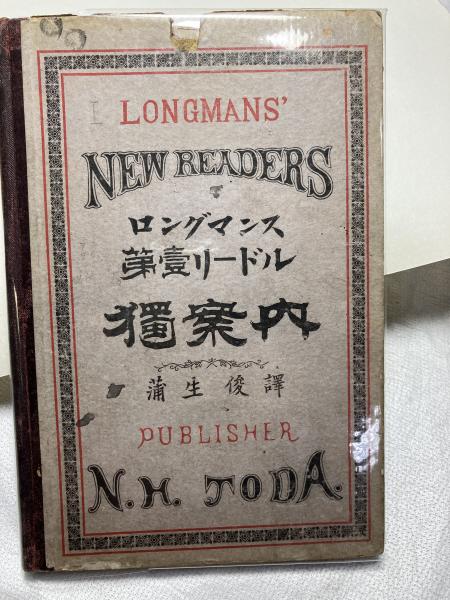 99
I LONGMANS'
NEW READERS
ロングマンス
第壹リードル
獨案内
蒲生俊譯
PUBLISHER
N. H. TODA.